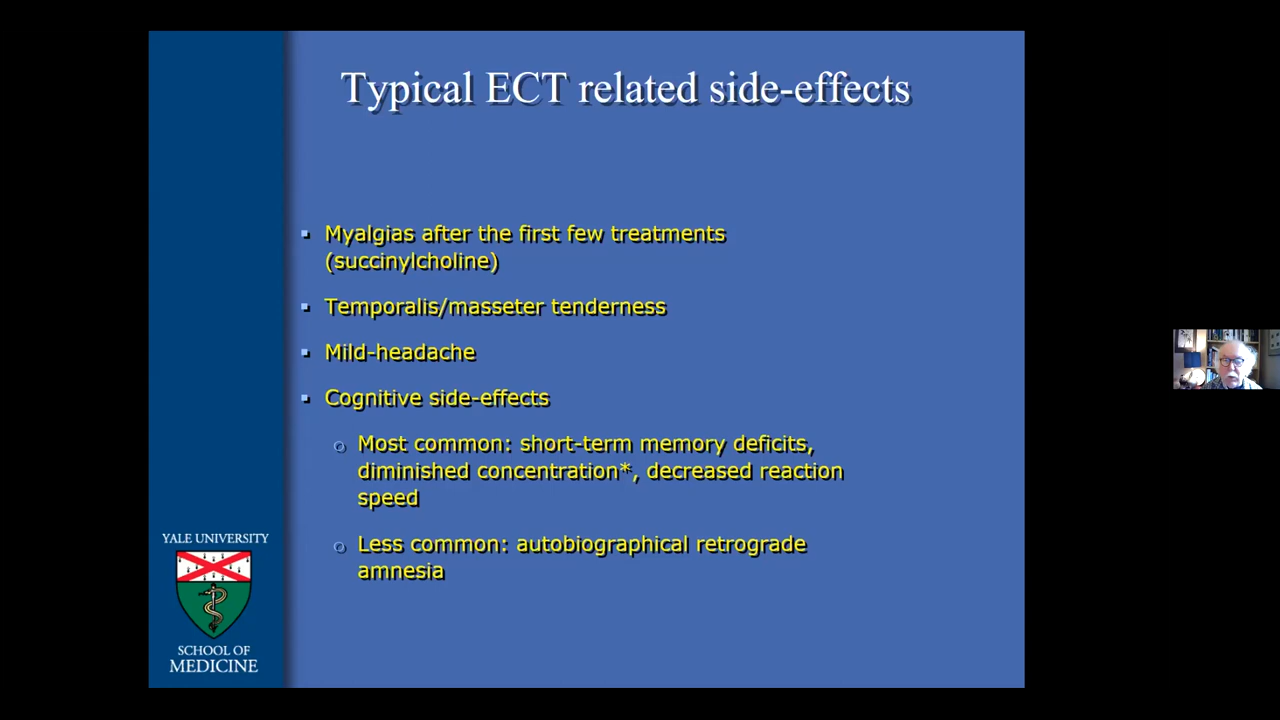 Typical ECT related side-effects
Myalgias after the first few treatments
(succinylcholine)
Temporalis/masseter tenderness
Mild-headache
Cognitive side-effects
Most common: short-term memory deficits,
diminished concentration*, decreased reaction
speed
Less common: autobiographical retrograde
amnesia
YALE UNIVERSITY
SCHOOL OF
MEDICINE